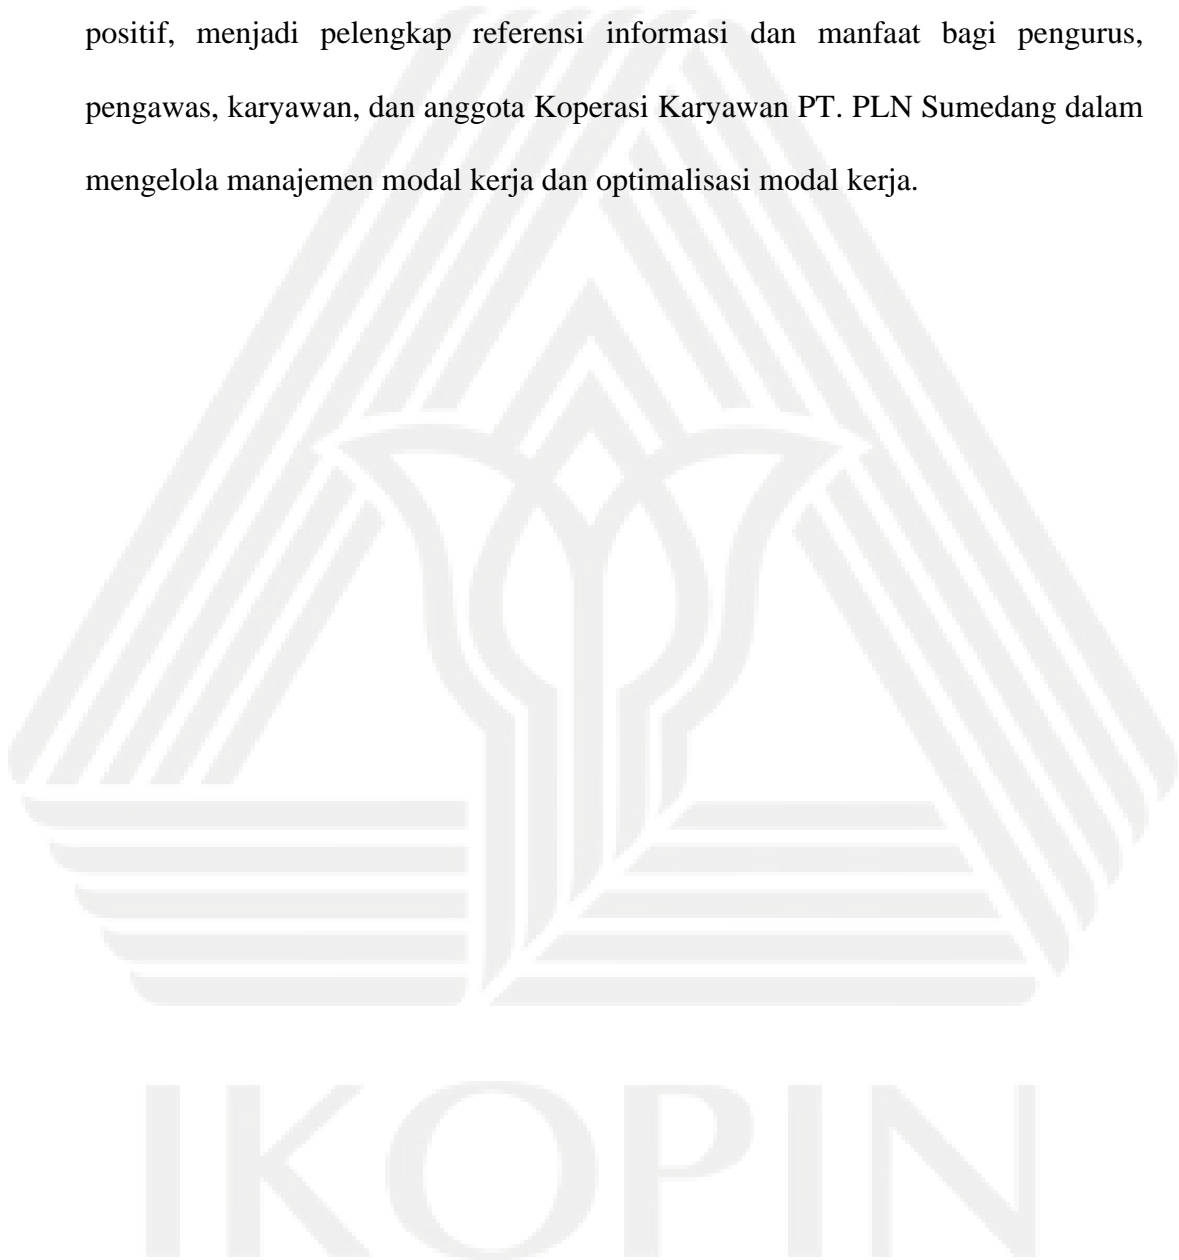 positif, menjadi pelengkap referensi informasi dan manfaat bagi pengurus,
pengawas, karyawan, dan anggota Koperasi Karyawan PT. PLN Sumedang dalam
mengelola manajemen modal kerja dan optimalisasi modal kerja.
IKOPIN